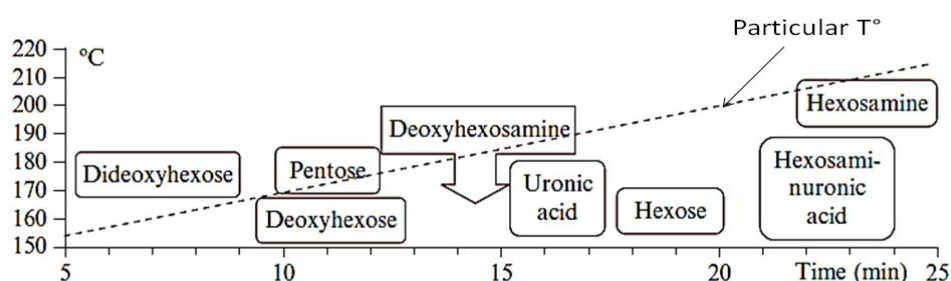 Particular T°
220
ºC
210
200
190
180
170
160
150
Dideoxyhexose
Pentose
Deoxyhexose
Deoxyhexosamine
Uronic
acid
Hexose
Hexosami-
nuronic
acid
Hexosamine
5
10
15
20
Time (min)
25